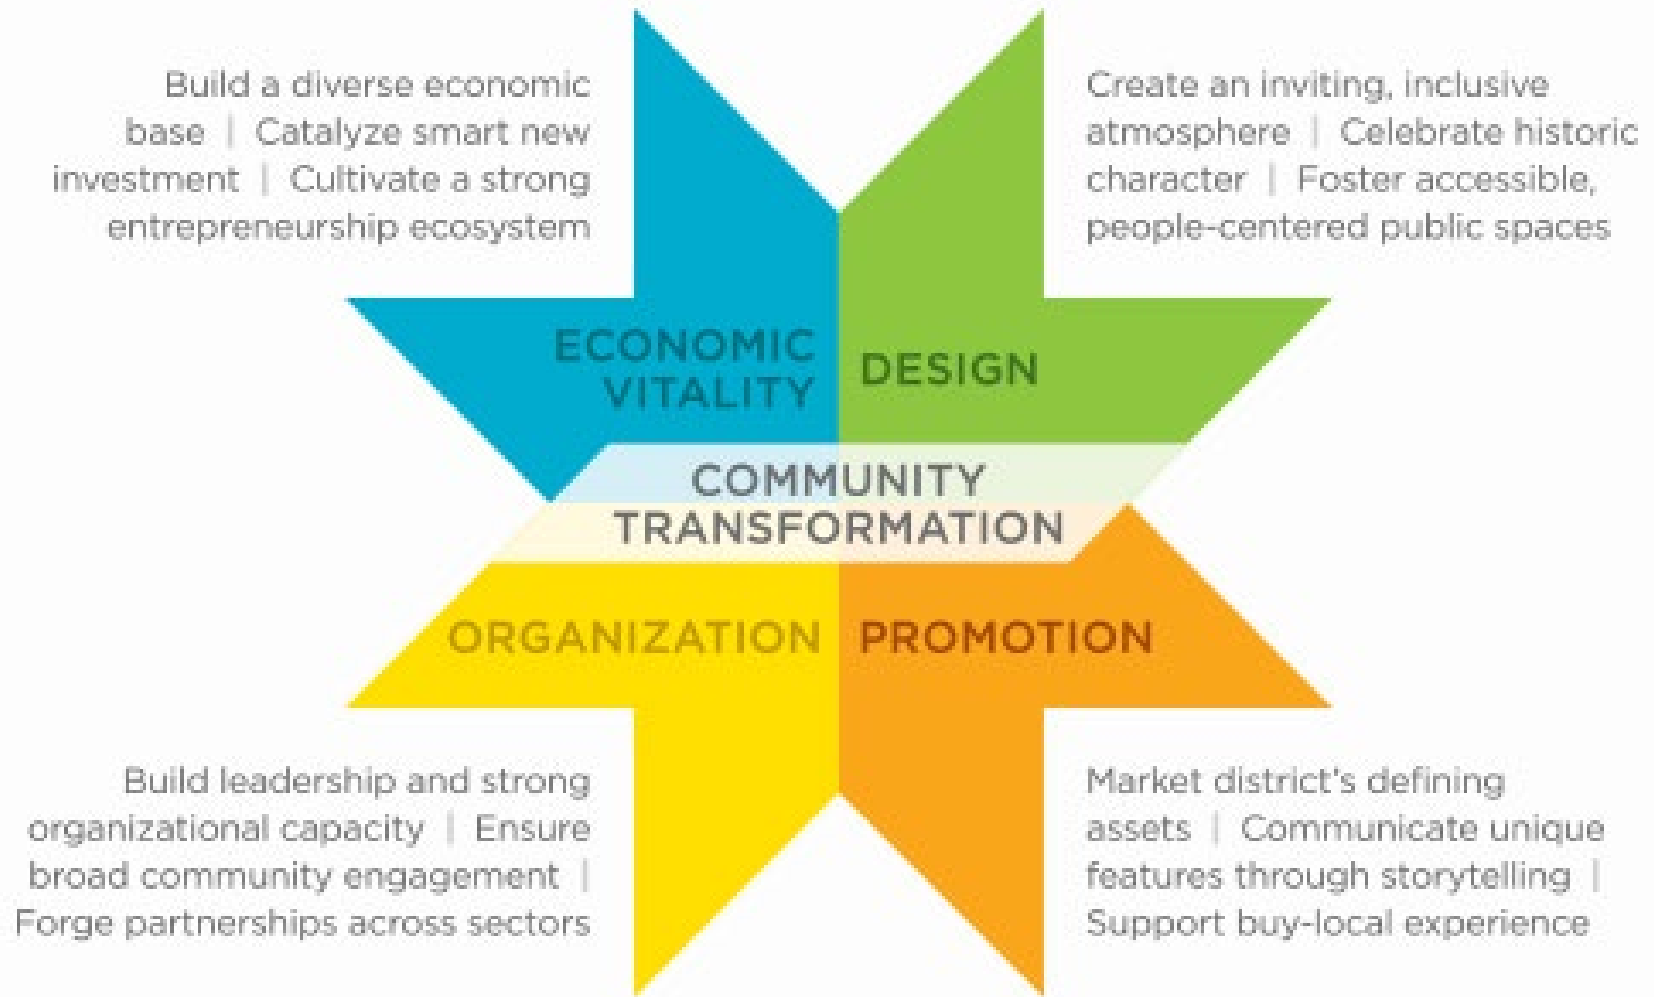 Build a diverse economic
base | Catalyze smart new
investment | Cultivate a strong
entrepreneurship ecosystem
Create an inviting, inclusive
atmosphere | Celebrate historic
character | Foster accessible,
people-centered public spaces
ECONOMIC
VITALITY
DESIGN
COMMUNITY
TRANSFORMATION
ORGANIZATION
PROMOTION
Build leadership and strong
organizational capacity | Ensure
broad community engagement |
Forge partnerships across sectors
Market district's defining
assets | Communicate unique
features through storytelling |
Support buy-local experience